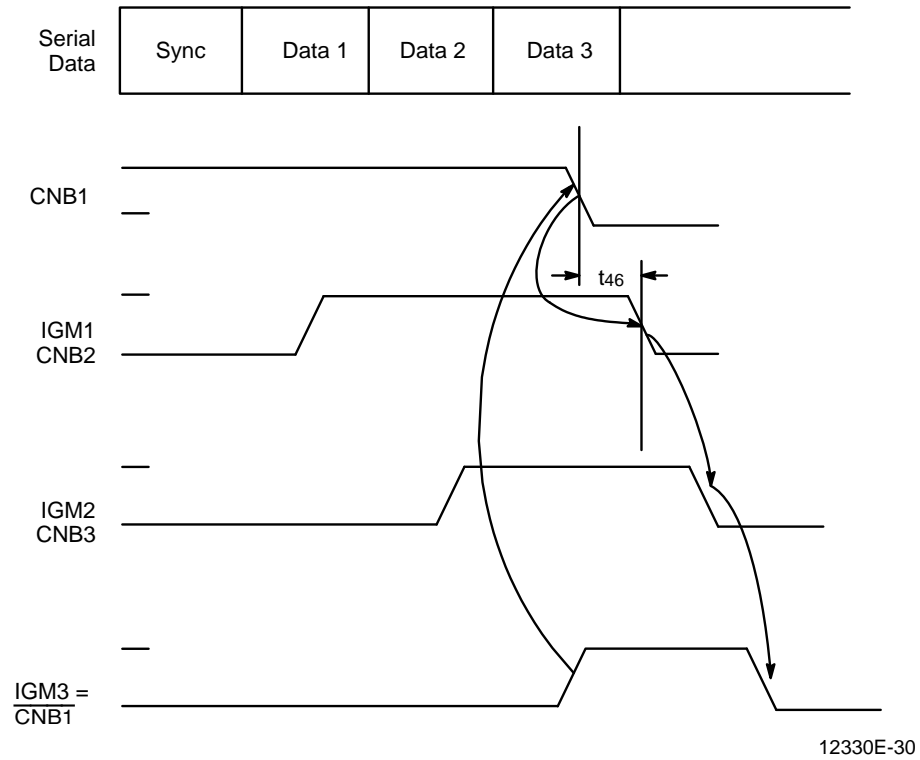 Serial
Data
Sync
Data 1
Data 2
Data 3
CNB1
t46
IGM1
CNB2
IGM2
CNB3
IGM3 =
CNB1
12330E-30